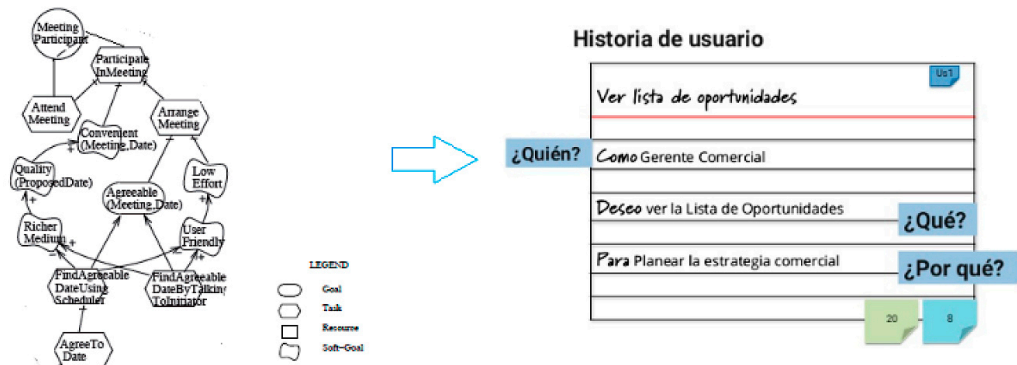 Meeting
Participant
Participate
InMeeting
Attend
Meeting
Arrange
Meeting
Convenient
(Meeting,Date)
+
Quality
(ProposedDate)
Low
Effort
Agreeable
(Meeting,Date)
+
+
Richer
Medium
User
Friendly
+
-
-
+
FindAgreeable
DateUsing
Scheduler
FindAgreeable
DateByTalking
ToInitiator
AgreeTo
Date
LEGEND
Goal
Task
Resource
Soft-Goal
Historia de usuario
Us1
Ver lista de oportunidades
¿Quién?
Como Gerente Comercial
Deseo ver la Lista de Oportunidades
¿Qué?
Para Planear la estrategia comercial
¿Por qué?
20
8